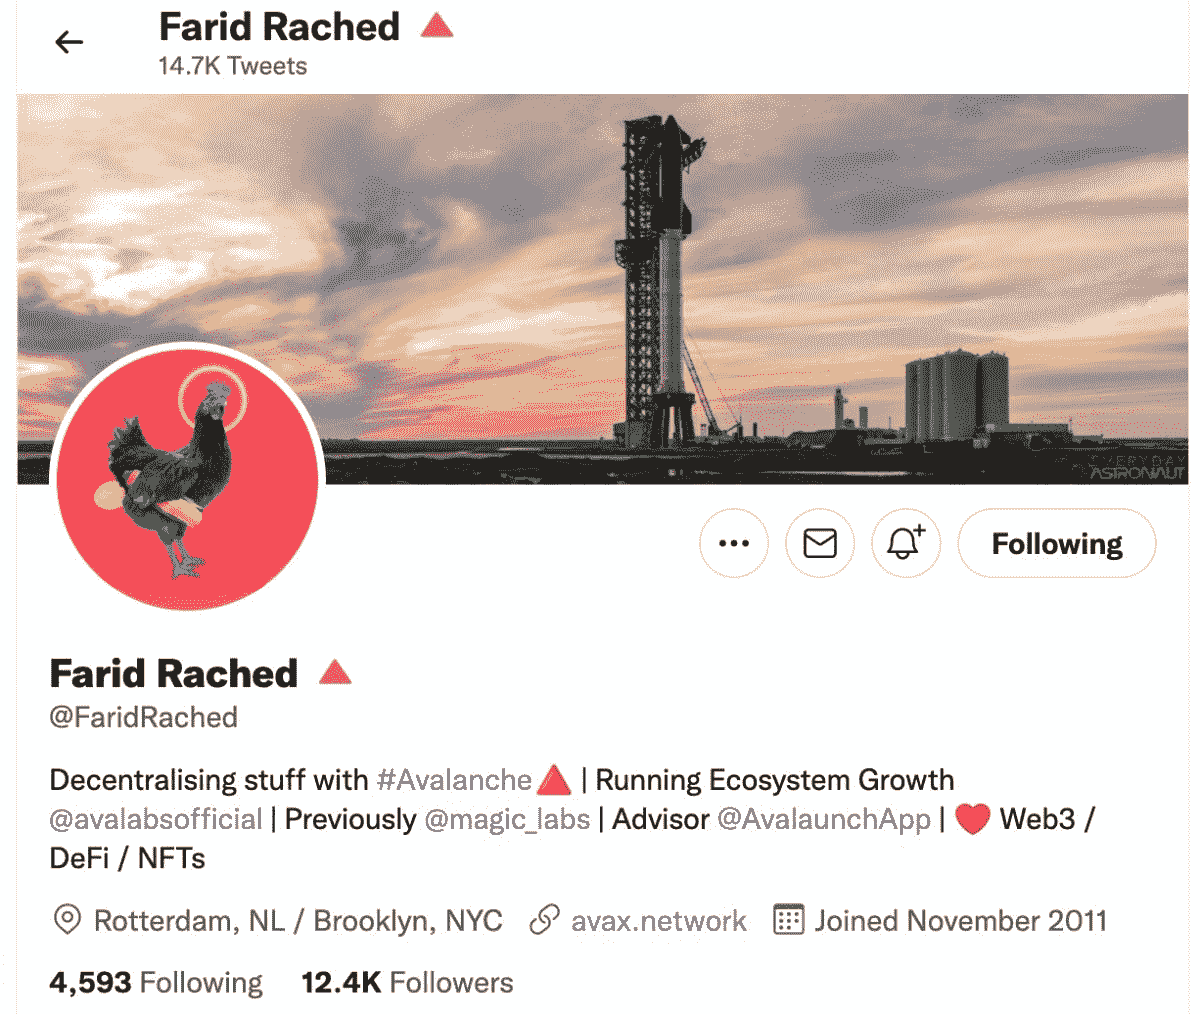 Farid Rached 🔺
14.7K Tweets
EVERYDAY
ASTRONAUT
Following
Farid Rached 🔺
@FaridRached
Decentralising stuff with #Avalanche🔺 | Running Ecosystem Growth
@avalabsofficial | Previously @magic_labs | Advisor @AvalaunchApp | ❤️ Web3 /
DeFi / NFTs
Rotterdam, NL / Brooklyn, NYC avax.network Joined November 2011
4,593 Following 12.4K Followers